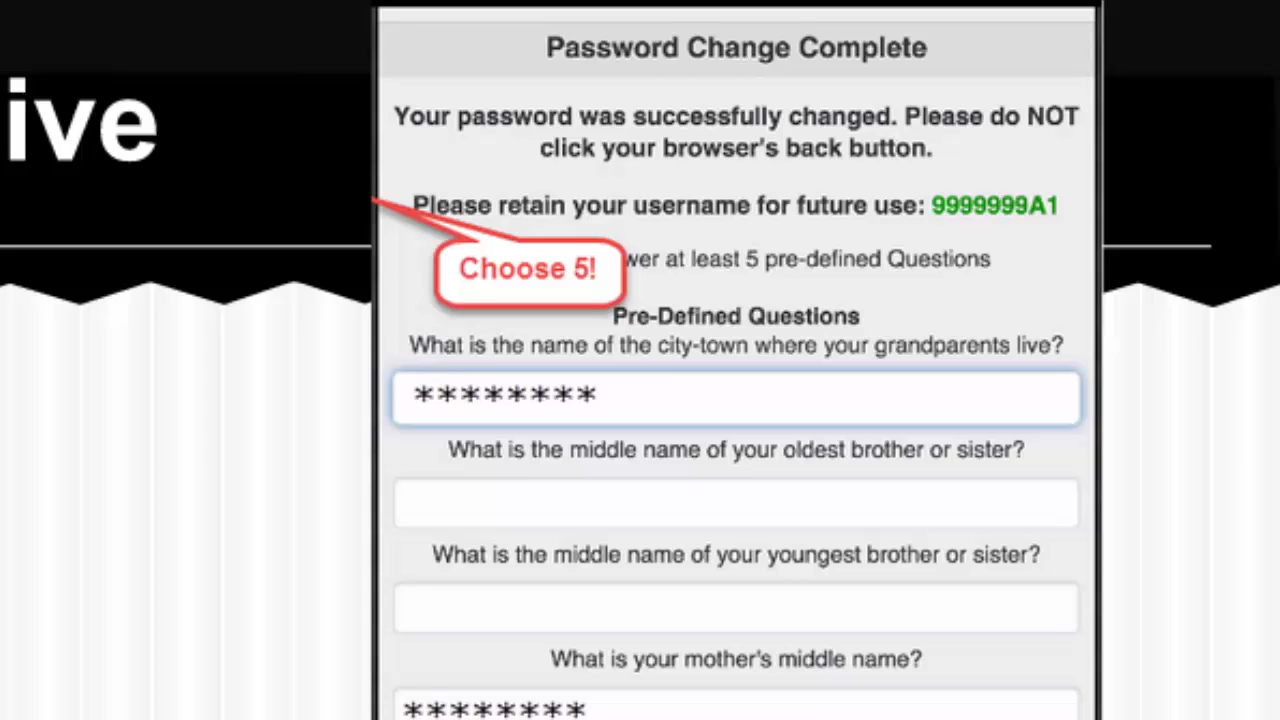 ive
Password Change Complete
Your password was successfully changed. Please do NOT
click your browser's back button.
Please retain your username for future use: 9999999A1
Choose 5!
at least 5 pre-defined Questions
Pre-Defined Questions
What is the name of the city-town where your grandparents live?
********
What is the middle name of your oldest brother or sister?
What is the middle name of your youngest brother or sister?
What is your mother's middle name?
********